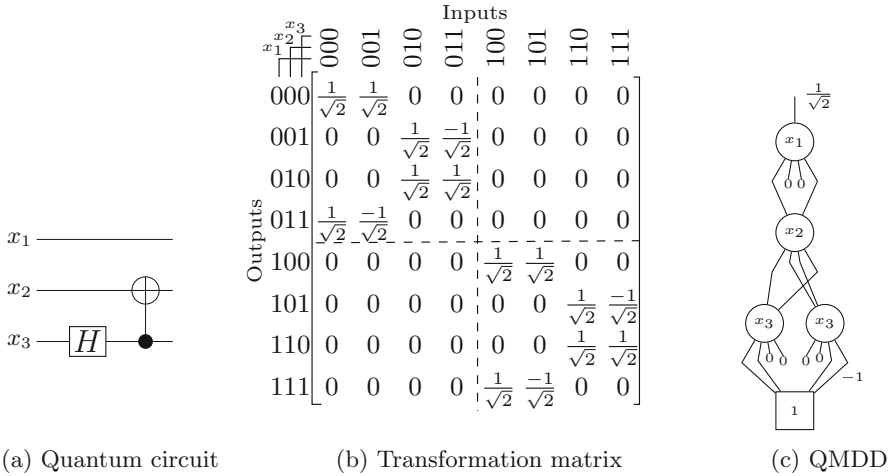 Inputs
x₃
x₂
x₁
000 001 010 011 100 101 110 111
Outputs
000 1/√2 1/√2 0 0 0 0 0 0
001 0 0 1/√2 -1/√2 0 0 0 0
010 0 0 1/√2 1/√2 0 0 0 0
011 1/√2 -1/√2 0 0 0 0 0 0
100 0 0 0 0 1/√2 1/√2 0 0
101 0 0 0 0 0 0 1/√2 -1/√2
110 0 0 0 0 0 0 1/√2 1/√2
111 0 0 0 0 1/√2 -1/√2 0 0
x₁
x₂
x₃ H
1/√2
x₁
0 0
x₂
x₃ x₃
0 0 0 0
−1
1
(a) Quantum circuit
(b) Transformation matrix
(c) QMDD